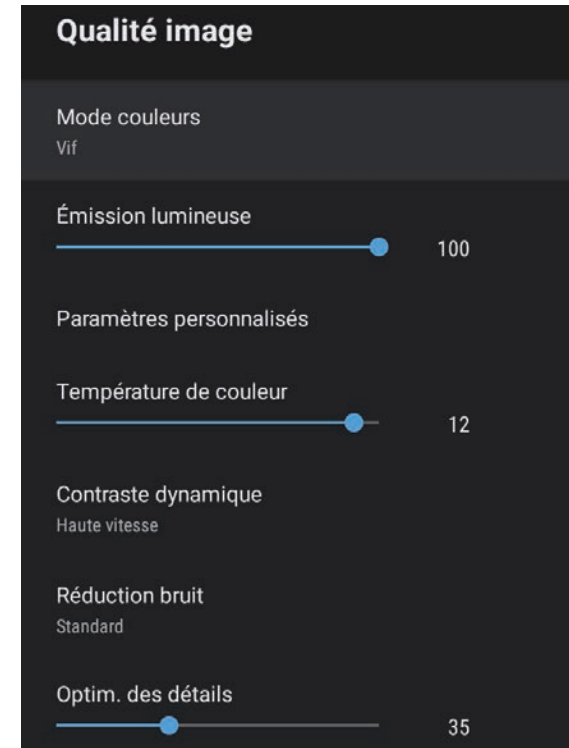 Qualité image
Mode couleurs
Vif
Émission lumineuse
100
Paramètres personnalisés
Température de couleur
12
Contraste dynamique
Haute vitesse
Réduction bruit
Standard
Optim. des détails
35